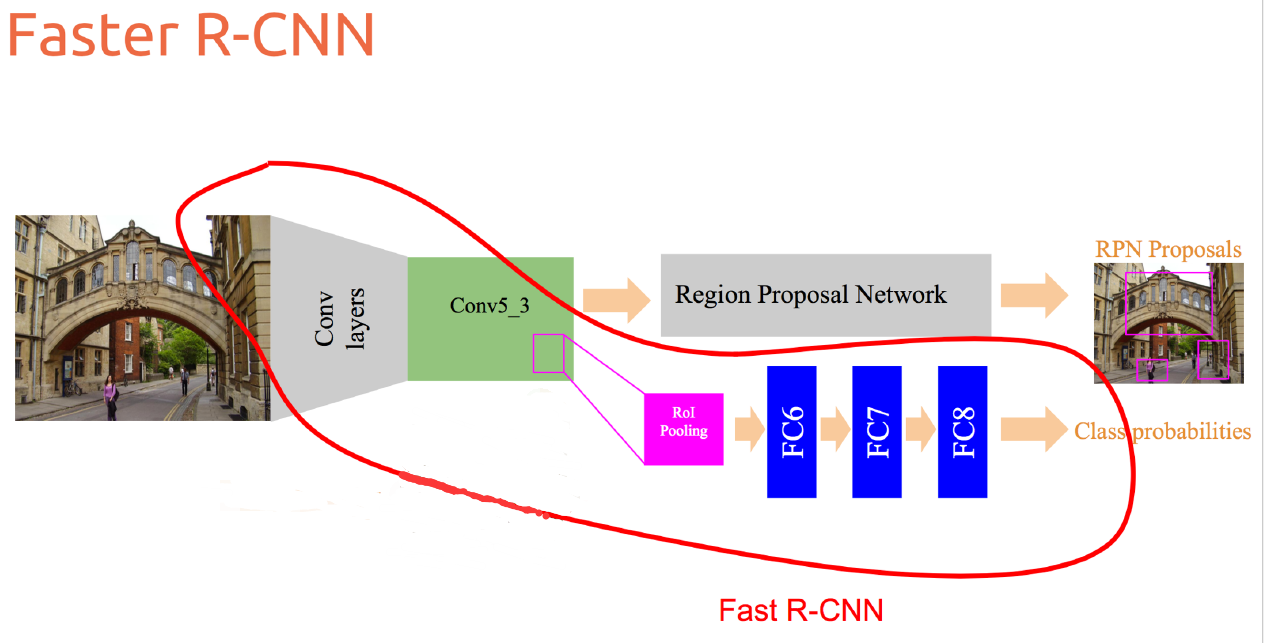 Faster R-CNN
Conv
layers
Conv5_3
Region Proposal Network
RPN Proposals
RoI
Pooling
FC6
FC7
FC8
Class probabilities
Fast R-CNN